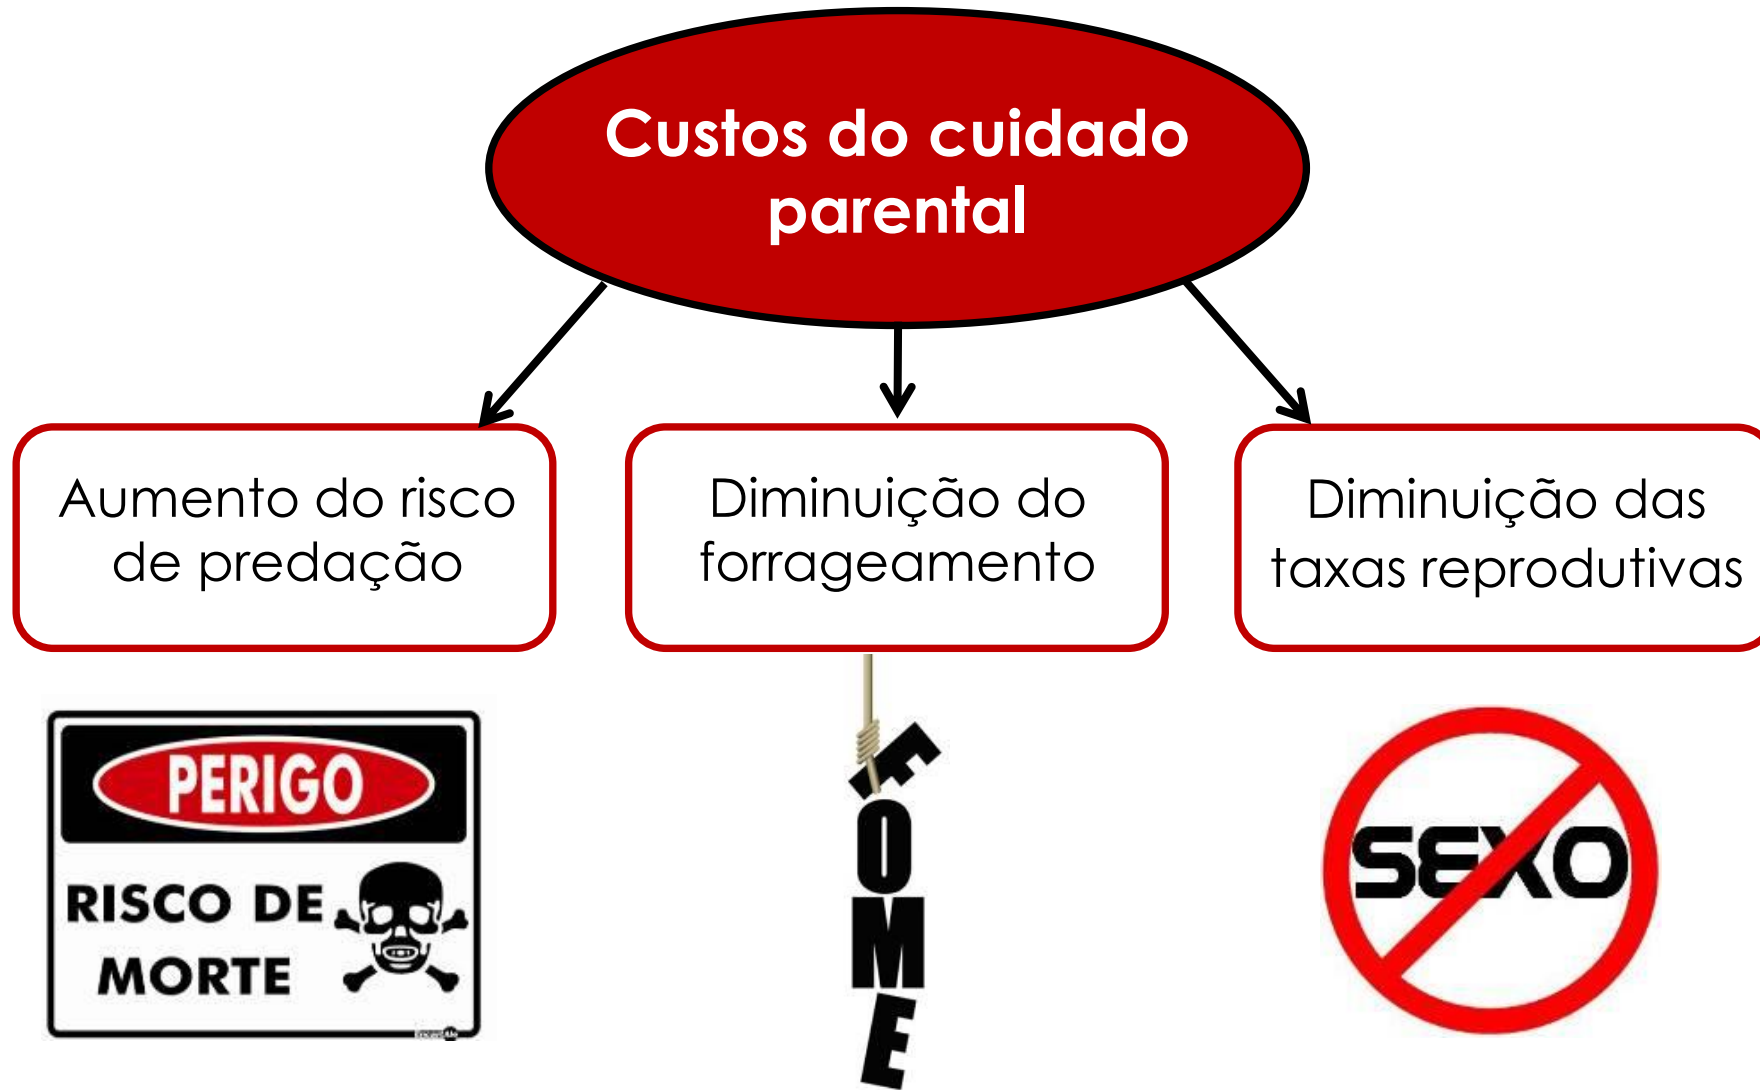 Custos do cuidado
parental
Aumento do risco
de predação
Diminuição do
forrageamento
Diminuição das
taxas reprodutivas
PERIGO
RISCO DE
MORTE
FOME
SEXO